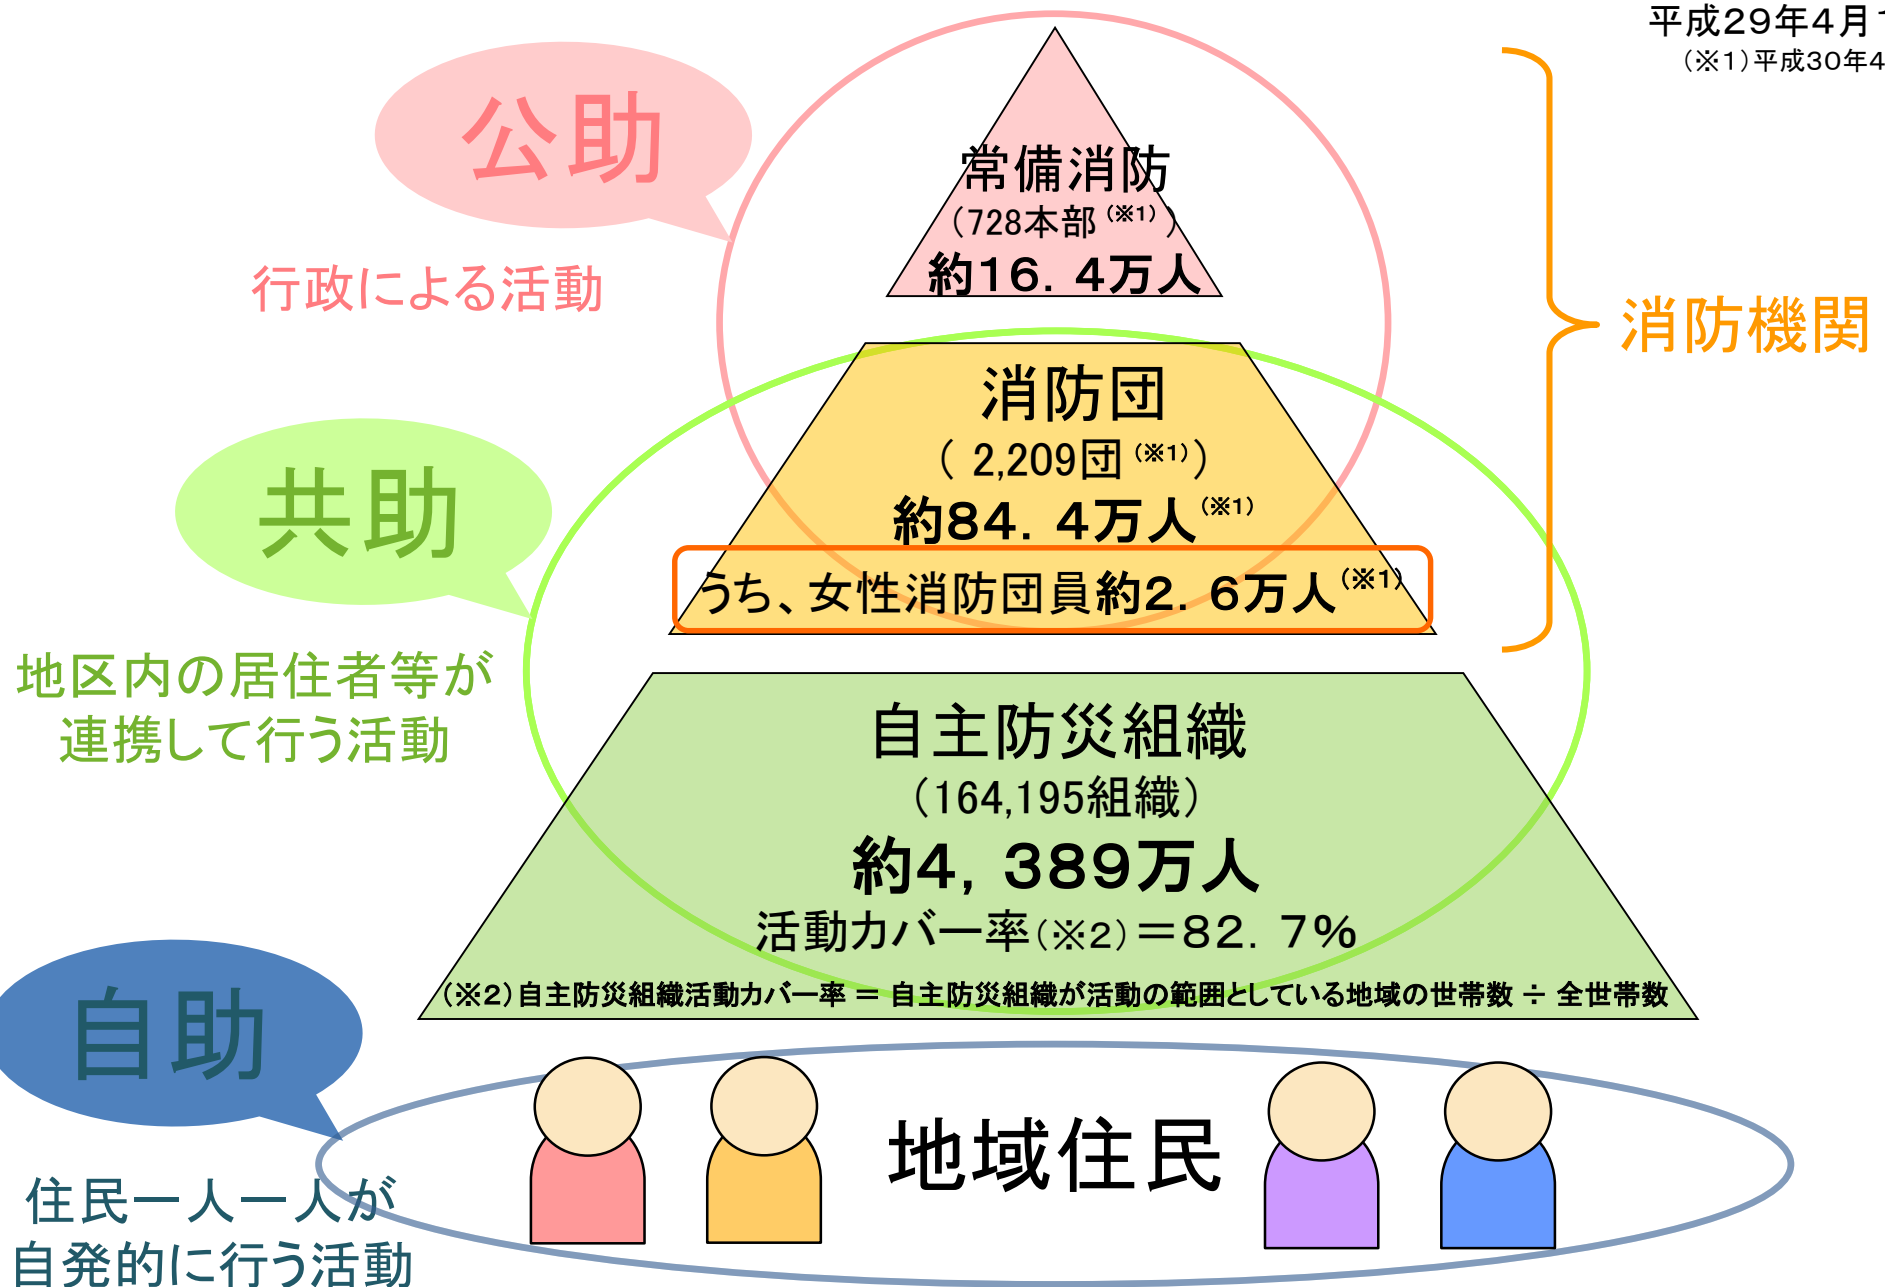 平成29年4月
(※1)平成30年4
公助
行政による活動
常備消防
(728本部(※1))
約16.4万人
消防機関
消防団
( 2,209団(※1))
約84.4万人(※1)
うち、女性消防団員約2.6万人(※1)
共助
地区内の居住者等が
連携して行う活動
自主防災組織
(164,195組織)
約4,389万人
活動カバー率(※2)=82.7%
(※2)自主防災組織活動カバー率 = 自主防災組織が活動の範囲としている地域の世帯数 ÷ 全世帯数
自助
住民一人一人が
自発的に行う活動
地域住民